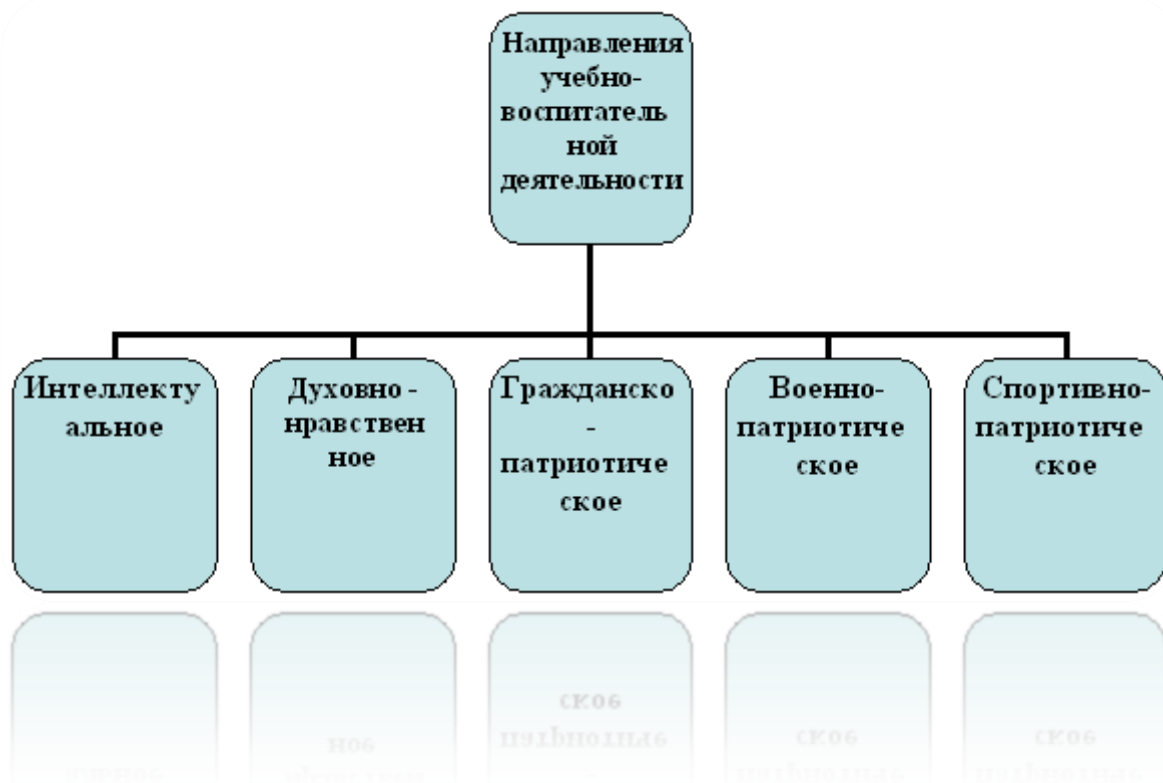 Направления
учебно-
воспитатель
ной
деятельности
Интеллекту
альное
Духовно -
нравствен
ное
Гражданско
-
патриотиче
ское
Военно-
патриотиче
ское
Спортивно-
патриотиче
ское